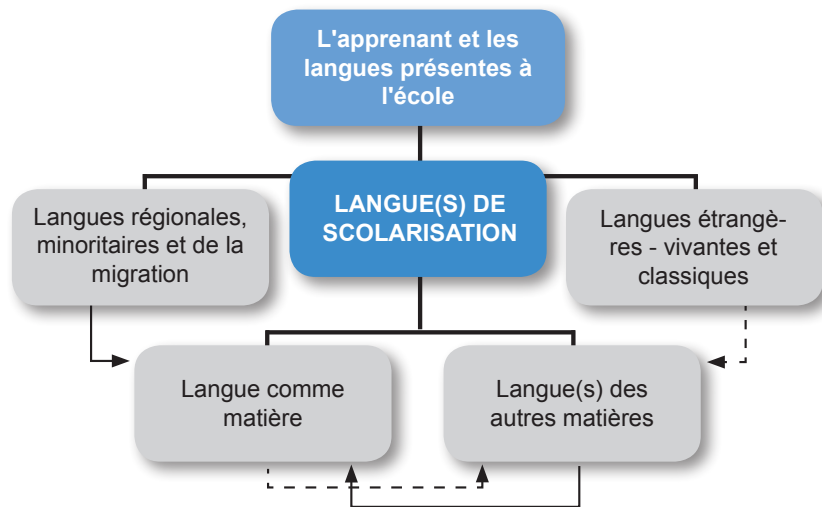 L'apprenant et les
langues présentes à
l'école
LANGUE(S) DE
SCOLARISATION
Langues régionales,
minoritaires et de la
migration
Langues étrangè-
res - vivantes et
classiques
Langue comme
matière
Langue(s) des
autres matières